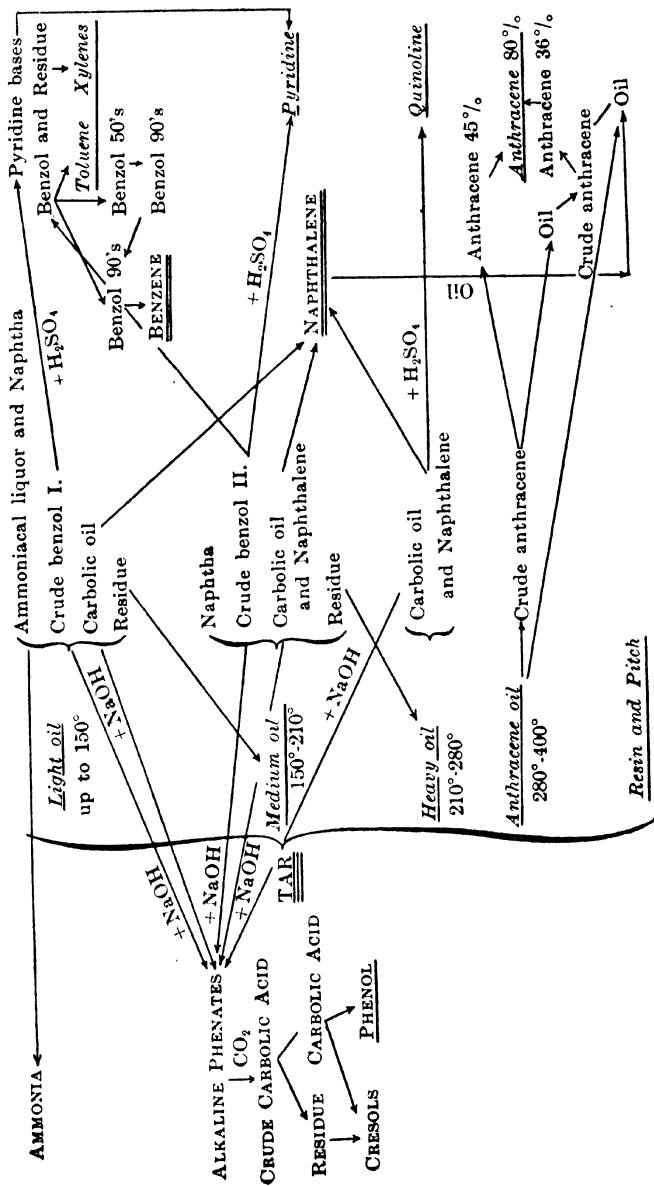 AMMONIA
ALKALINE PHENATES
CO₂
CRUDE CARBOLIC ACID
RESIDUE
CARBOLIC ACID
CRESOLS
PHENOL
+ NaOH
+ NaOH
+ NaOH
+ NaOH
+ NaOH
TAR
Light oil
up to 150°
Medium oil
150°-210°
Heavy oil
210°-280°
Anthracene oil
280°-400°
Resin and Pitch
Ammoniacal liquor and Naphtha
Crude benzol I.
Carbolic oil
Residue
Naphtha
Crude benzol II.
Carbolic oil
and Naphthalene
Residue
Carbolic oil
and Naphthalene
Crude anthracene
+ H₂SO₄
Pyridine bases
Benzol and Residue
Toluene Xylenes
Benzol 50's
Benzol 90's
Benzol 90's
BENZENE
+ H₂SO₄
Pyridine
NAPHTHALENE
+ H₂SO₄
Quinoline
Oil
Anthracene 45°/₀
Anthracene 80°/₀
Anthracene 36°/₀
Oil
Crude anthracene
Oil